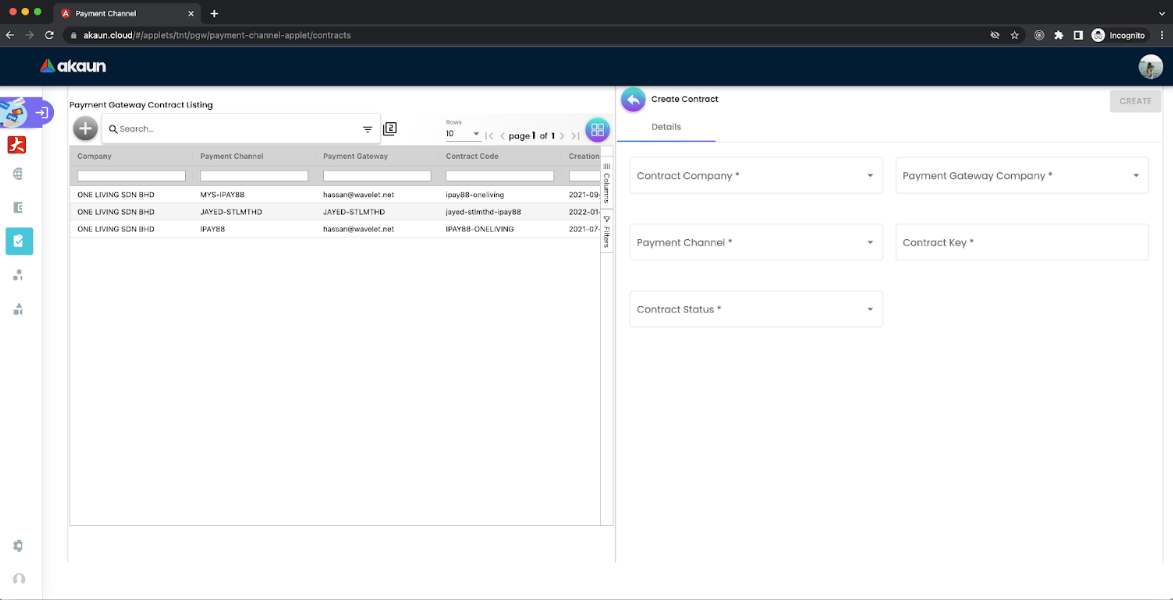 Payment Channel
akaun.cloud/#/applets/tnt/pgw/payment-channel-applet/contracts
Incognito
akaun
Payment Gateway Contract Listing
Search...
2
Rows
10
page 1 of 1
Company Payment Channel Payment Gateway Contract Code Creation
ONE LIVING SDN BHD MYS-IPAY88 hassan@wavelet.net ipay88-oneliving 2021-09-
ONE LIVING SDN BHD JAYED-STLMTHD JAYED-STLMTHD jayed-stlmthd-ipay88 2022-01-
ONE LIVING SDN BHD IPAY88 hassan@wavelet.net IPAY88-ONELIVING 2021-07-
Columns
Filters
Create Contract
CREATE
Details
Contract Company *
Payment Gateway Company *
Payment Channel *
Contract Key *
Contract Status *